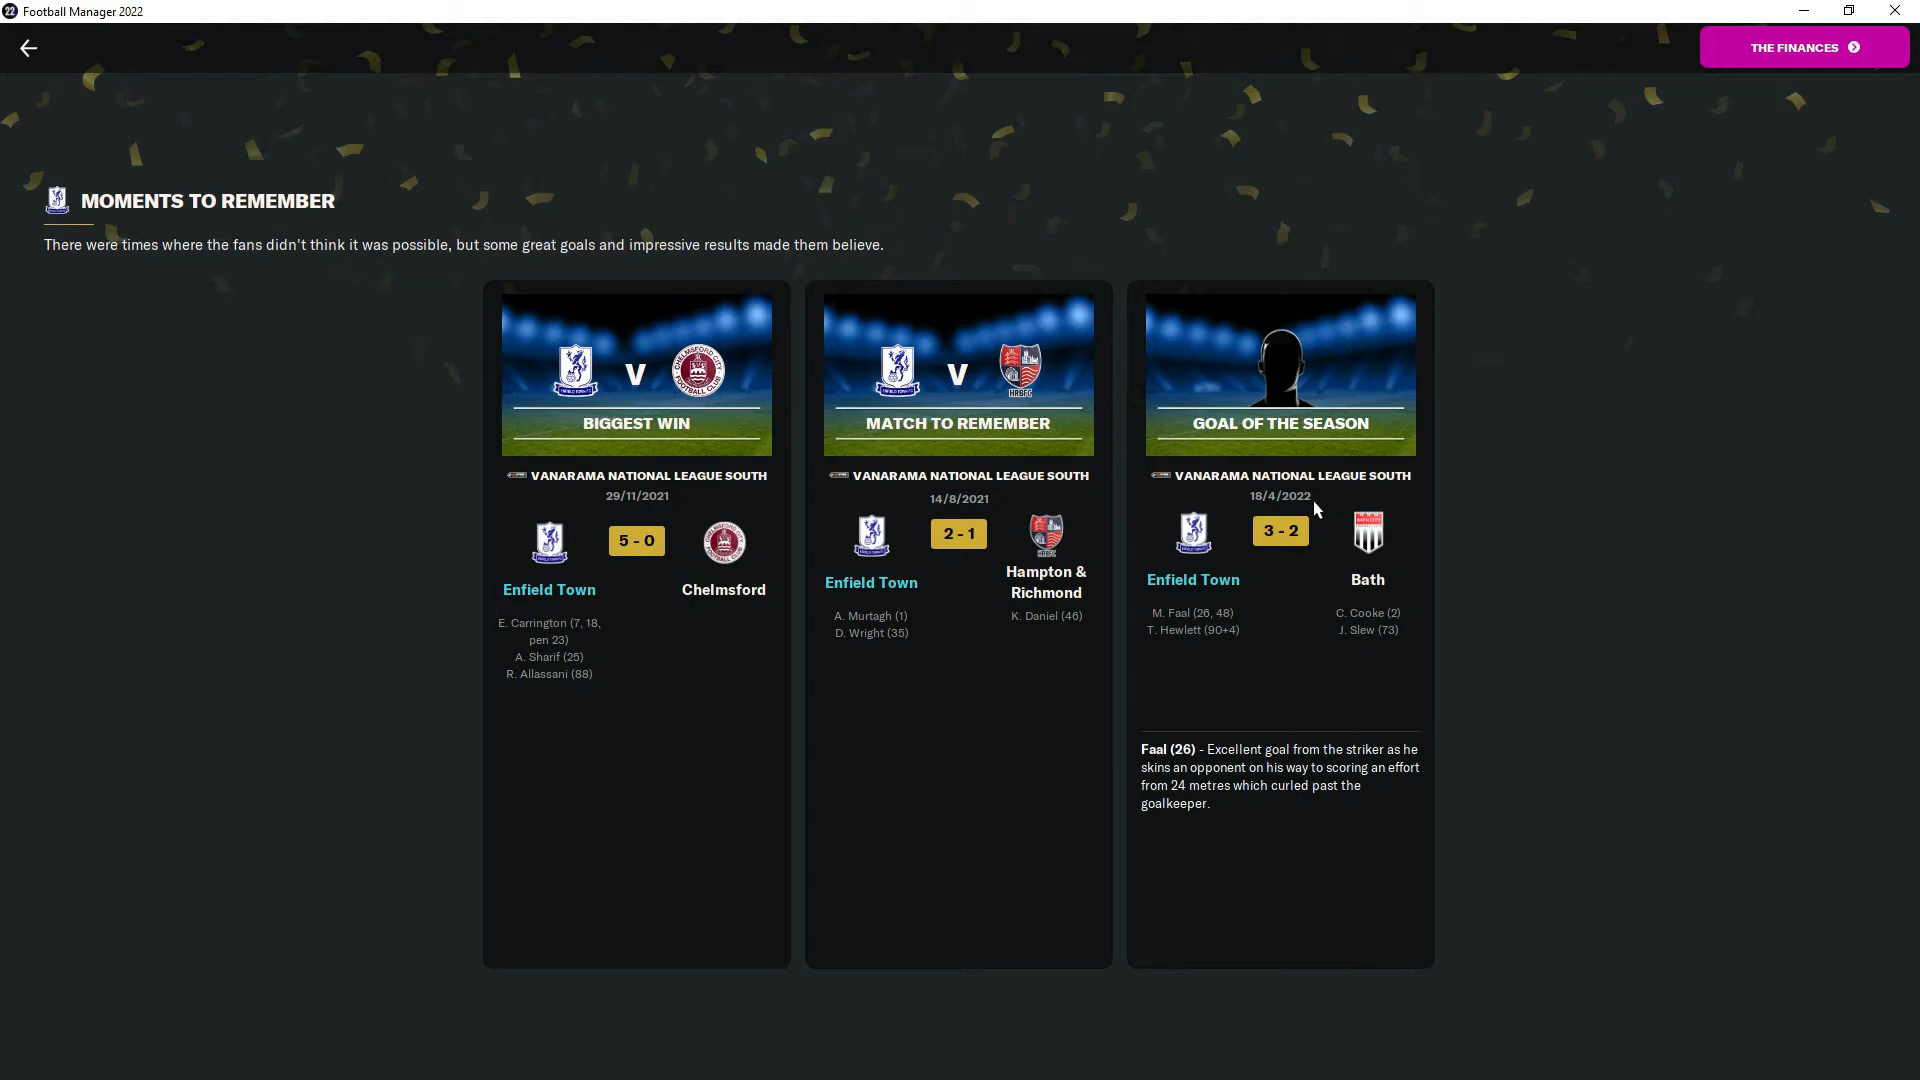 Football Manager 2022
THE FINANCES
MOMENTS TO REMEMBER
There were times where the fans didn't think it was possible, but some great goals and impressive results made them believe.
V
BIGGEST WIN
VANARAMA NATIONAL LEAGUE SOUTH
29/11/2021
5 - 0
Enfield Town
Chelmsford
E. Carrington (7, 18,
pen 23)
A. Sharif (25)
R. Allassani (88)
V
HRBFC
MATCH TO REMEMBER
VANARAMA NATIONAL LEAGUE SOUTH
14/8/2021
2 - 1
Enfield Town
Hampton &
Richmond
A. Murtagh (1)
D. Wright (35)
K. Daniel (46)
GOAL OF THE SEASON
VANARAMA NATIONAL LEAGUE SOUTH
18/4/2022
3 - 2
Enfield Town
Bath
M. Faal (26, 48)
T. Hewlett (90+4)
C. Cooke (2)
J. Slew (73)
Faal (26) - Excellent goal from the striker as he
skins an opponent on his way to scoring an effort
from 24 metres which curled past the
goalkeeper.